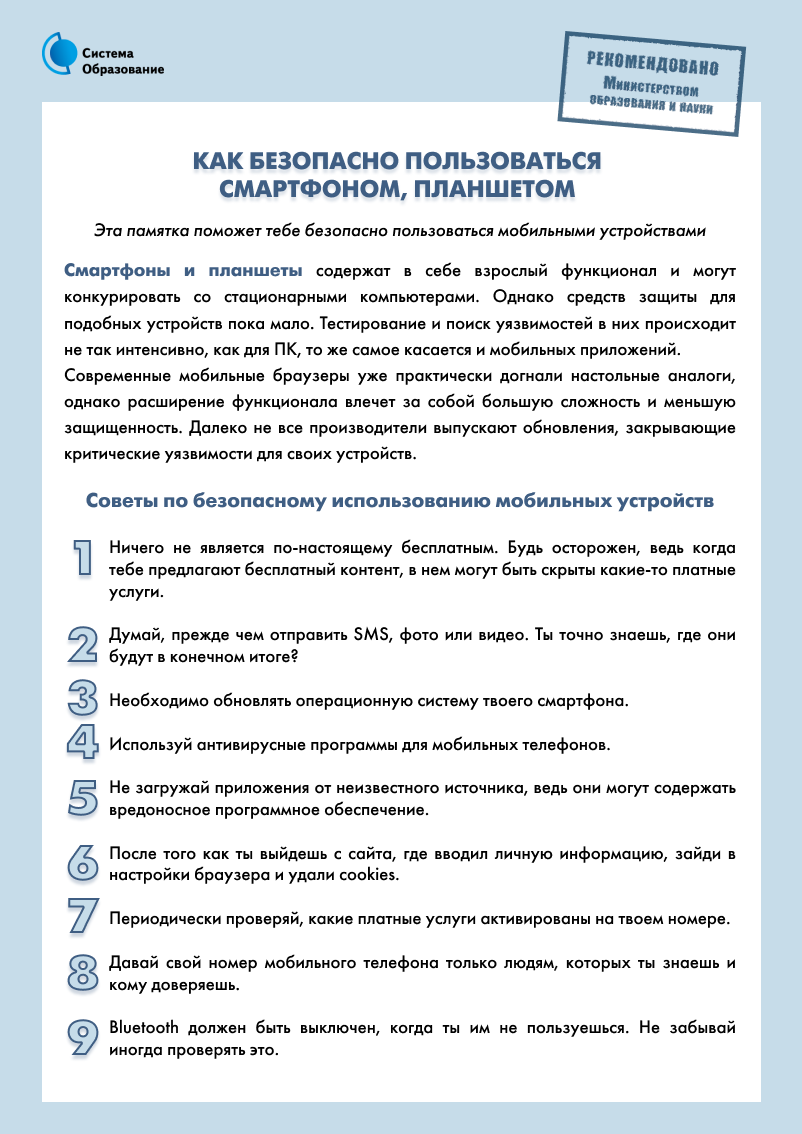 Система
Образование
РЕКОМЕНДОВАНО
Министерством
образования и науки
КАК БЕЗОПАСНО ПОЛЬЗОВАТЬСЯ
СМАРТФОНОМ, ПЛАНШЕТОМ
Эта памятка поможет тебе безопасно пользоваться мобильными устройствами
Смартфоны и планшеты содержат в себе взрослый функционал и могут
конкурировать со стационарными компьютерами. Однако средств защиты для
подобных устройств пока мало. Тестирование и поиск уязвимостей в них происходит
не так интенсивно, как для ПК, то же самое касается и мобильных приложений.
Современные мобильные браузеры уже практически догнали настольные аналоги,
однако расширение функционала влечет за собой большую сложность и меньшую
защищенность. Далеко не все производители выпускают обновления, закрывающие
критические уязвимости для своих устройств.
Советы по безопасному использованию мобильных устройств
1 Ничего не является по-настоящему бесплатным. Будь осторожен, ведь когда
тебе предлагают бесплатный контент, в нем могут быть скрыты какие-то платные
услуги.
2 Думай, прежде чем отправить SMS, фото или видео. Ты точно знаешь, где они
будут в конечном итоге?
3 Необходимо обновлять операционную систему твоего смартфона.
4 Используй антивирусные программы для мобильных телефонов.
5 Не загружай приложения от неизвестного источника, ведь они могут содержать
вредоносное программное обеспечение.
6 После того как ты выйдешь с сайта, где вводил личную информацию, зайди в
настройки браузера и удали cookies.
7 Периодически проверяй, какие платные услуги активированы на твоем номере.
8 Давай свой номер мобильного телефона только людям, которых ты знаешь и
кому доверяешь.
9 Bluetooth должен быть выключен, когда ты им не пользуешься. Не забывай
иногда проверять это.